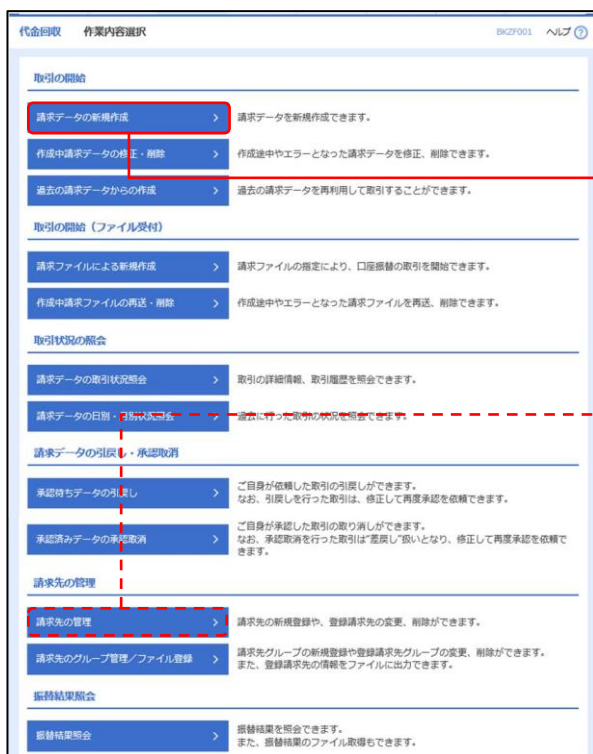 代金回収 作業内容選択 BKZF001 ヘルプ ?
取引の開始
請求データの新規作成 > 請求データを新規作成できます。
作成中請求データの修正・削除 > 作成途中やエラーとなった請求データを修正、削除できます。
過去の請求データからの作成 > 過去の請求データを再利用して取引することができます。
取引の開始(ファイル受付)
請求ファイルによる新規作成 > 請求ファイルの指定により、口座振替の取引を開始できます。
作成中請求ファイルの再送・削除 > 作成途中やエラーとなった請求ファイルを再送、削除できます。
取引状況の照会
請求データの取引状況照会 > 取引の詳細情報、取引履歴を照会できます。
請求データの日別・月別状況照会 > 過去に行った取引の状況を照会できます。
請求データの引戻し・承認取消
承認待ちデータの引戻し > ご自身が依頼した取引の引戻しができます。
なお、引戻しを行った取引は、修正して再度承認を依頼できます。
承認済みデータの承認取消 > ご自身が承認した取引の取り消しができます。
なお、承認取消を行った取引は"差戻し"扱いとなり、修正して再度承認を依頼で
きます。
請求先の管理
請求先の管理 > 請求先の新規登録や、登録請求先の変更、削除ができます。
請求先のグループ管理/ファイル登録 > 請求先グループの新規登録や登録請求先グループの変更、削除ができます。
また、登録請求先の情報をファイルに出力できます。
振替結果照会
振替結果照会 > 振替結果を照会できます。
また、振替結果のファイル取得もできます。